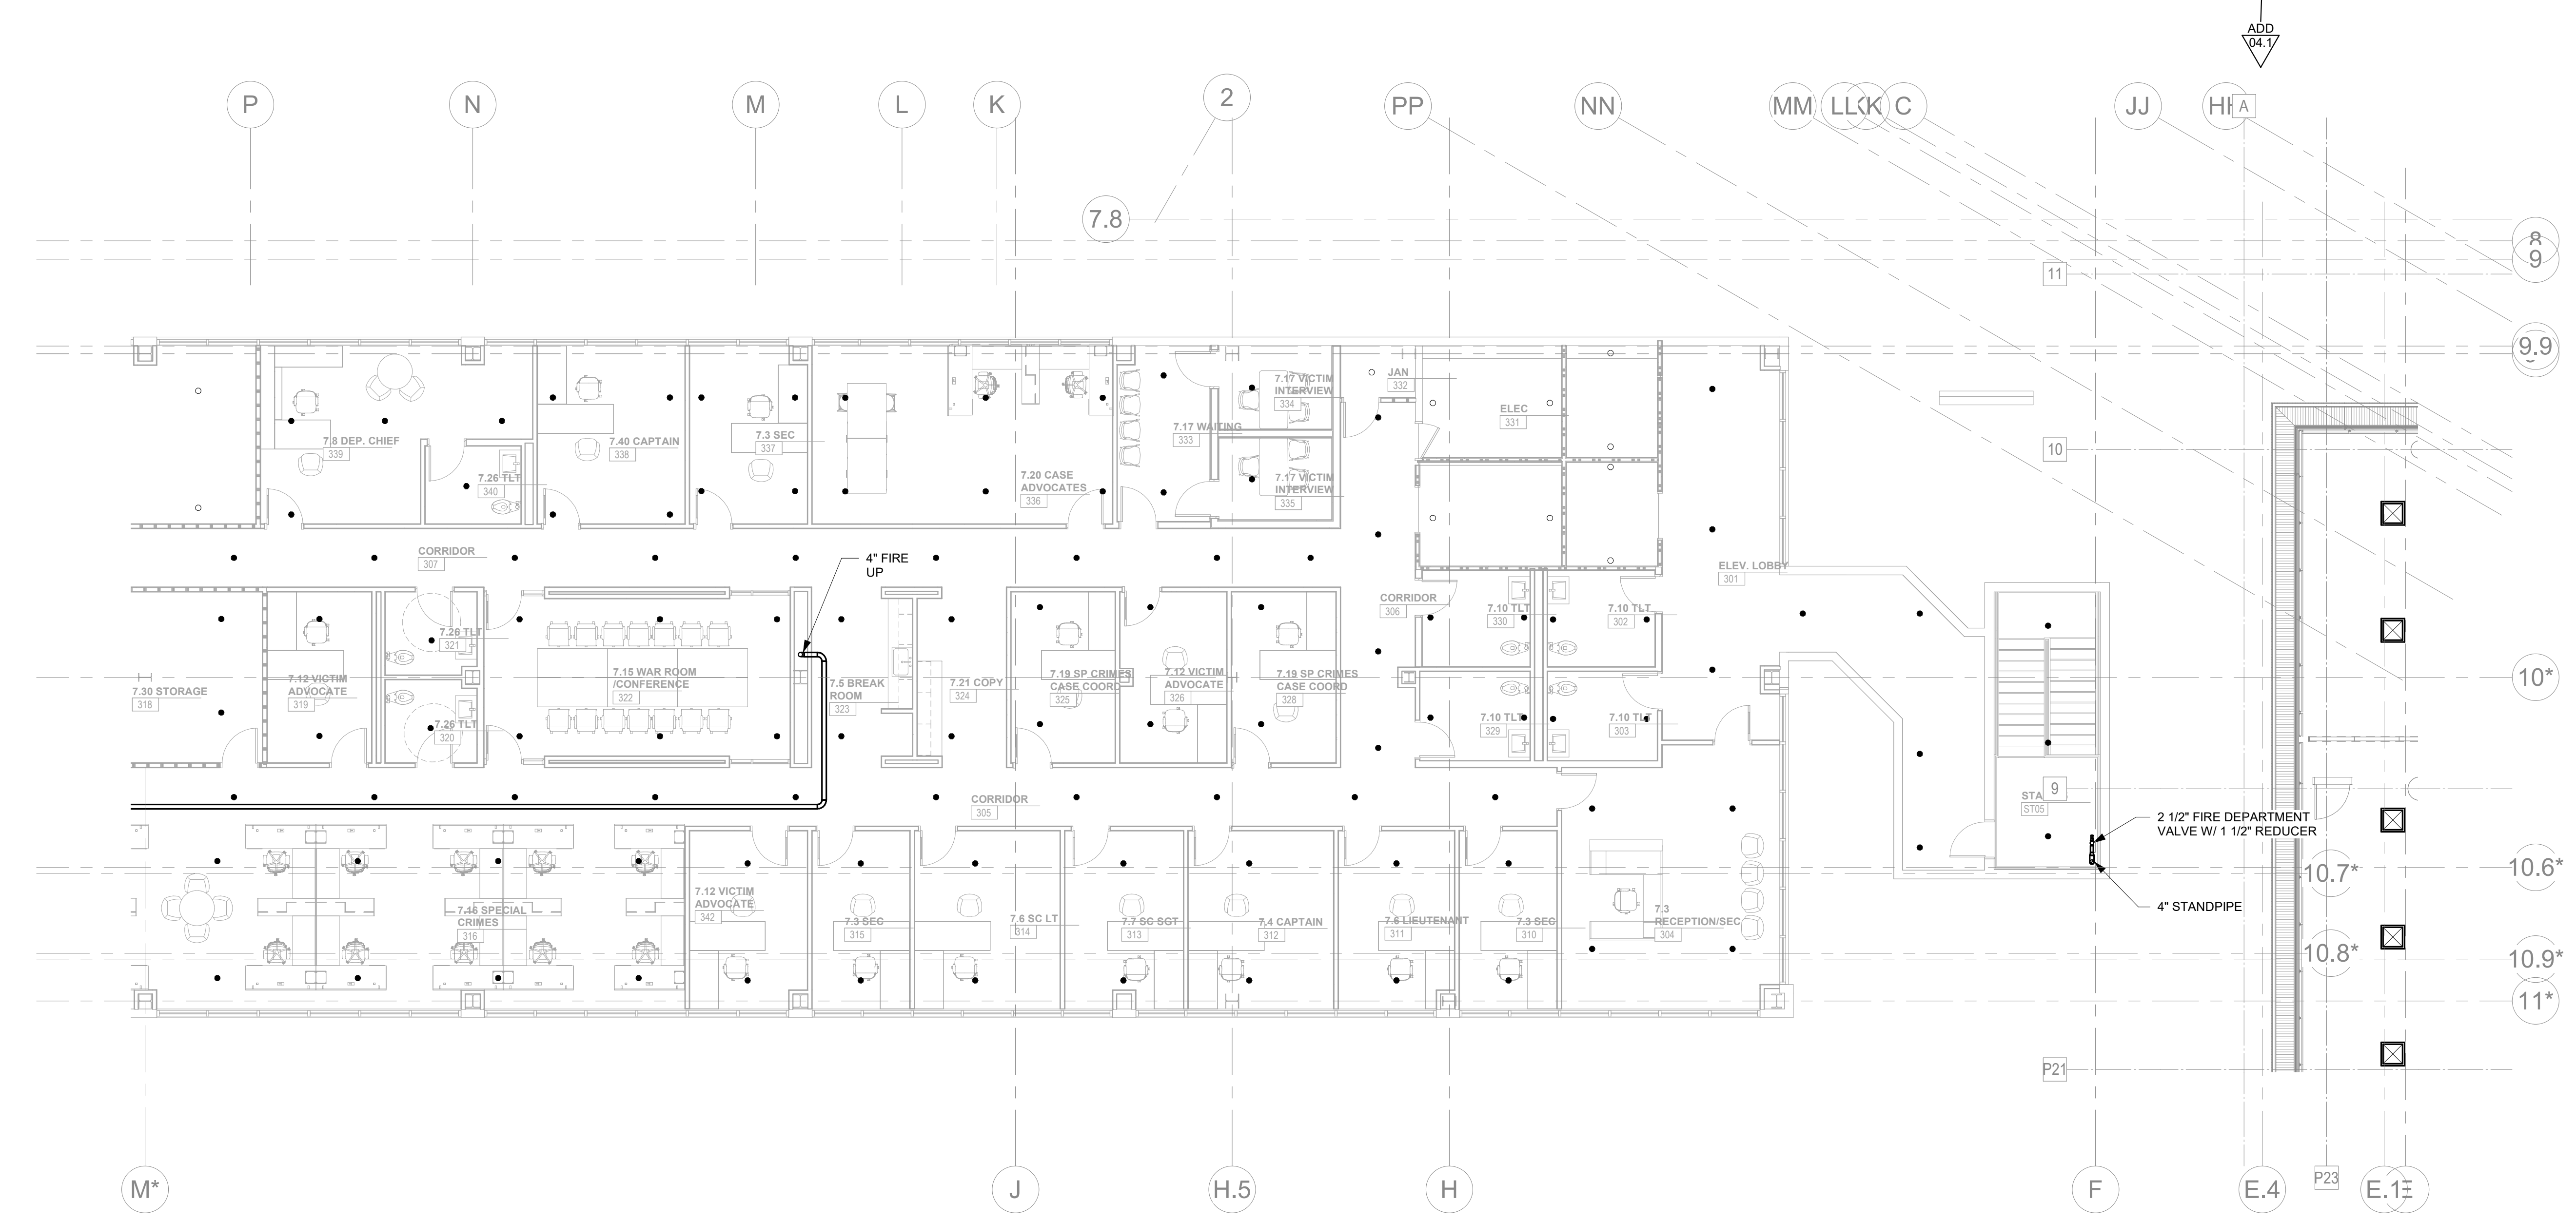 ADD
04.1
P
N
M
L
K
2
PP
NN
MM
C
JJ
A
7.8
8
9
11
9.9
10
10*
9
10.6*
10.7*
10.8*
10.9*
11*
P21
P23
7.8 DEP. CHIEF
339
7.26 TLT
340
7.40 CAPTAIN
338
7.3 SEC
337
7.20 CASE
ADVOCATES
336
7.17 WAITING
333
7.17 VICTIM
INTERVIEW
334
7.17 VICTIM
INTERVIEW
335
JAN
332
ELEC
331
CORRIDOR
307
4" FIRE
UP
ELEV. LOBBY
301
CORRIDOR
306
7.10 TLT
330
7.10 TLT
302
7.26 TLT
321
7.30 STORAGE
318
7.12 VICTIM
ADVOCATE
319
7.15 WAR ROOM
/CONFERENCE
322
7.5 BREAK
ROOM
323
7.21 COPY
324
7.19 SP CRIMES
CASE COORD
325
7.12 VICTIM
ADVOCATE
326
7.19 SP CRIMES
CASE COORD
328
7.26 TLT
320
7.10 TLT
329
7.10 TLT
303
CORRIDOR
305
ST05
2 1/2" FIRE DEPARTMENT
VALVE W/ 1 1/2" REDUCER
4" STANDPIPE
7.16 SPECIAL
CRIMES
316
7.12 VICTIM
ADVOCATE
342
7.3 SEC
315
7.6 SC LT
314
7.7 SC SGT
313
7.4 CAPTAIN
312
7.6 LIEUTENANT
311
7.3 SEC
310
7.3
RECEPTION/SEC
304
M*
J
H.5
H
F
E.4
E.1